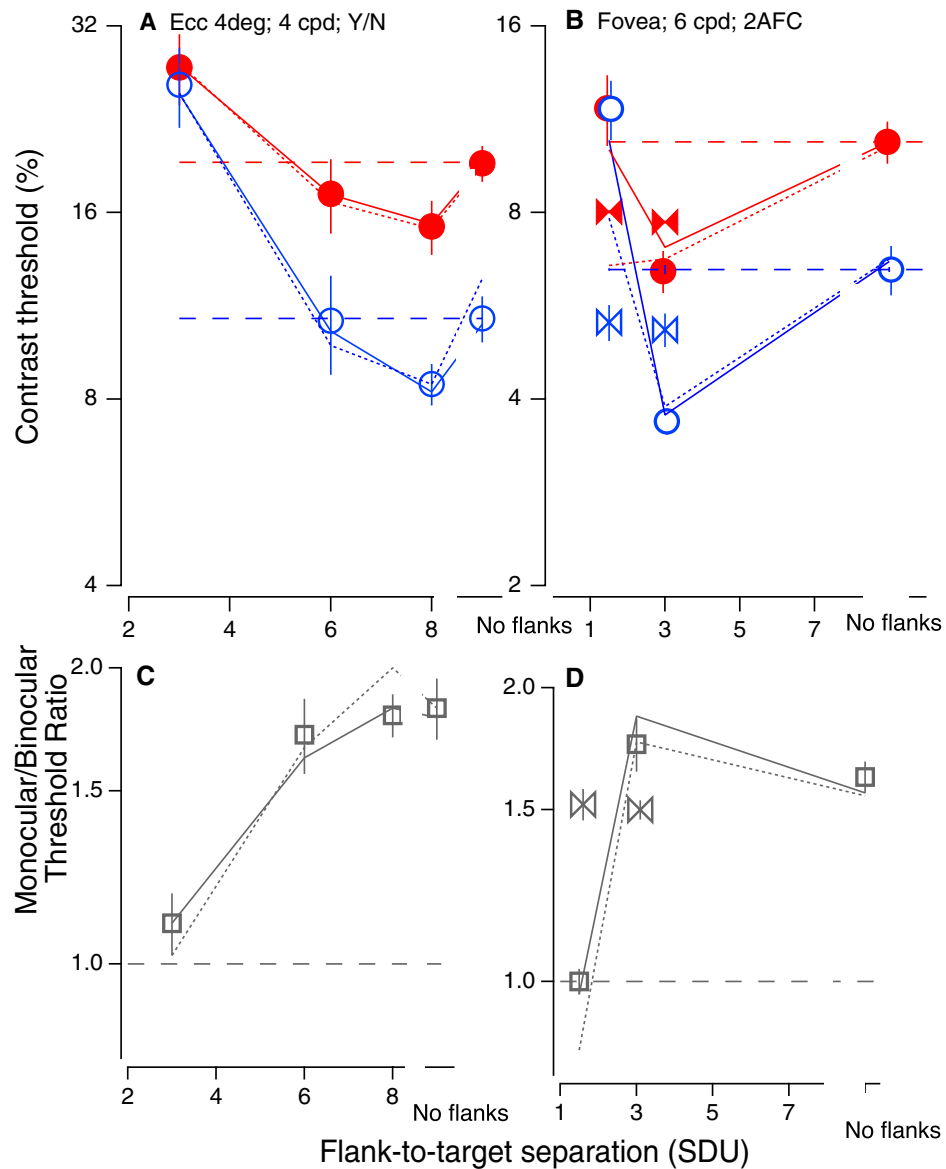 A Ecc 4deg; 4 cpd; Y/N
B Fovea; 6 cpd; 2AFC
Contrast threshold (%)
32
16
8
4
16
8
4
2
2 4 6 8 No flanks
1 3 5 7 No flanks
C
D
Monocular/Binocular
Threshold Ratio
2.0
1.5
1.0
2.0
1.5
1.0
2 4 6 8 No flanks
1 3 5 7 No flanks
Flank-to-target separation (SDU)